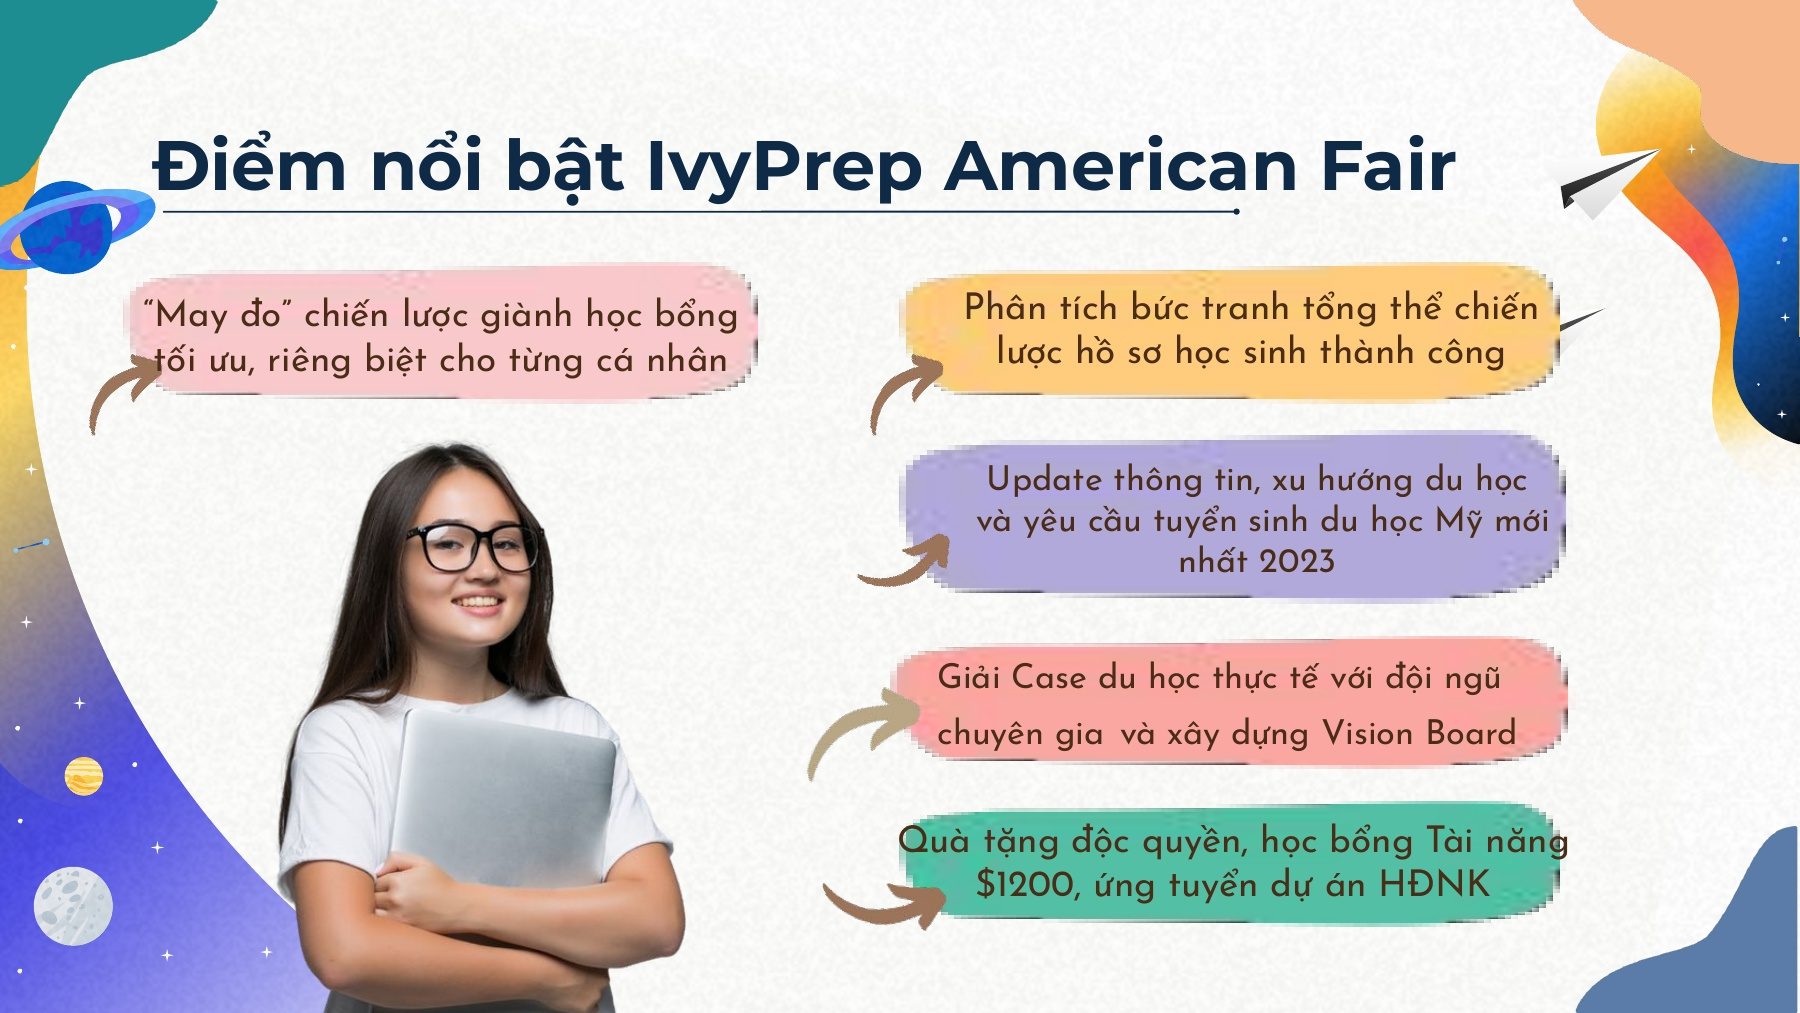 Điểm nổi bật IvyPrep American Fair
“May đo” chiến lược giành học bổng
tối ưu, riêng biệt cho từng cá nhân
Phân tích bức tranh tổng thể chiến
lược hồ sơ học sinh thành công
Update thông tin, xu hướng du học
và yêu cầu tuyển sinh du học Mỹ mới
nhất 2023
Giải Case du học thực tế với đội ngũ
chuyên gia và xây dựng Vision Board
Quà tặng độc quyền, học bổng Tài năng
$1200, ứng tuyển dự án HĐNK